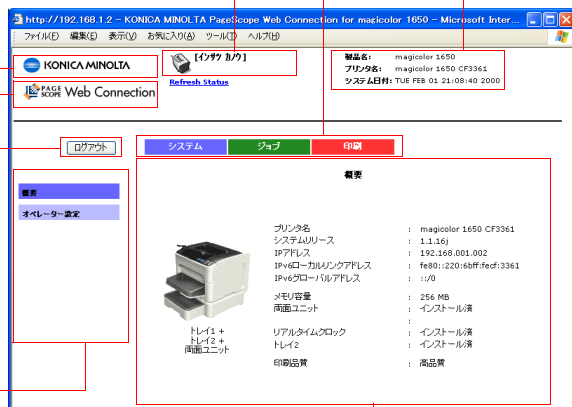 http://192.168.1.2 - KONICA MINOLTA PageScope Web Connection for magicolor 1650 - Microsoft Inter...
ファイル(F) 編集(E) 表示(V) お気に入り(A) ツール(T) ヘルプ(H)
KONICA MINOLTA
PAGE SCOPE Web Connection
[インサツ カノウ]
Refresh Status
製品名: magicolor 1650
プリンタ名: magicolor 1650 CF3361
システム日付: TUE FEB 01 21:08:40 2000
ログアウト
システム ジョブ 印刷
概要
オペレーター設定
概要
プリンタ名 : magicolor 1650 CF3361
システムリリース : 1.1.16j
IPアドレス : 192.168.001.002
IPv6ローカルリンクアドレス : fe80::220:6bff:fecf:3361
IPv6グローバルアドレス : ::/0
メモリ容量 : 256 MB
両面ユニット : インストール済
:
リアルタイムクロック : インストール済
トレイ2 : インストール済
印刷品質 : 高品質
トレイ1 +
トレイ2 +
両面ユニット